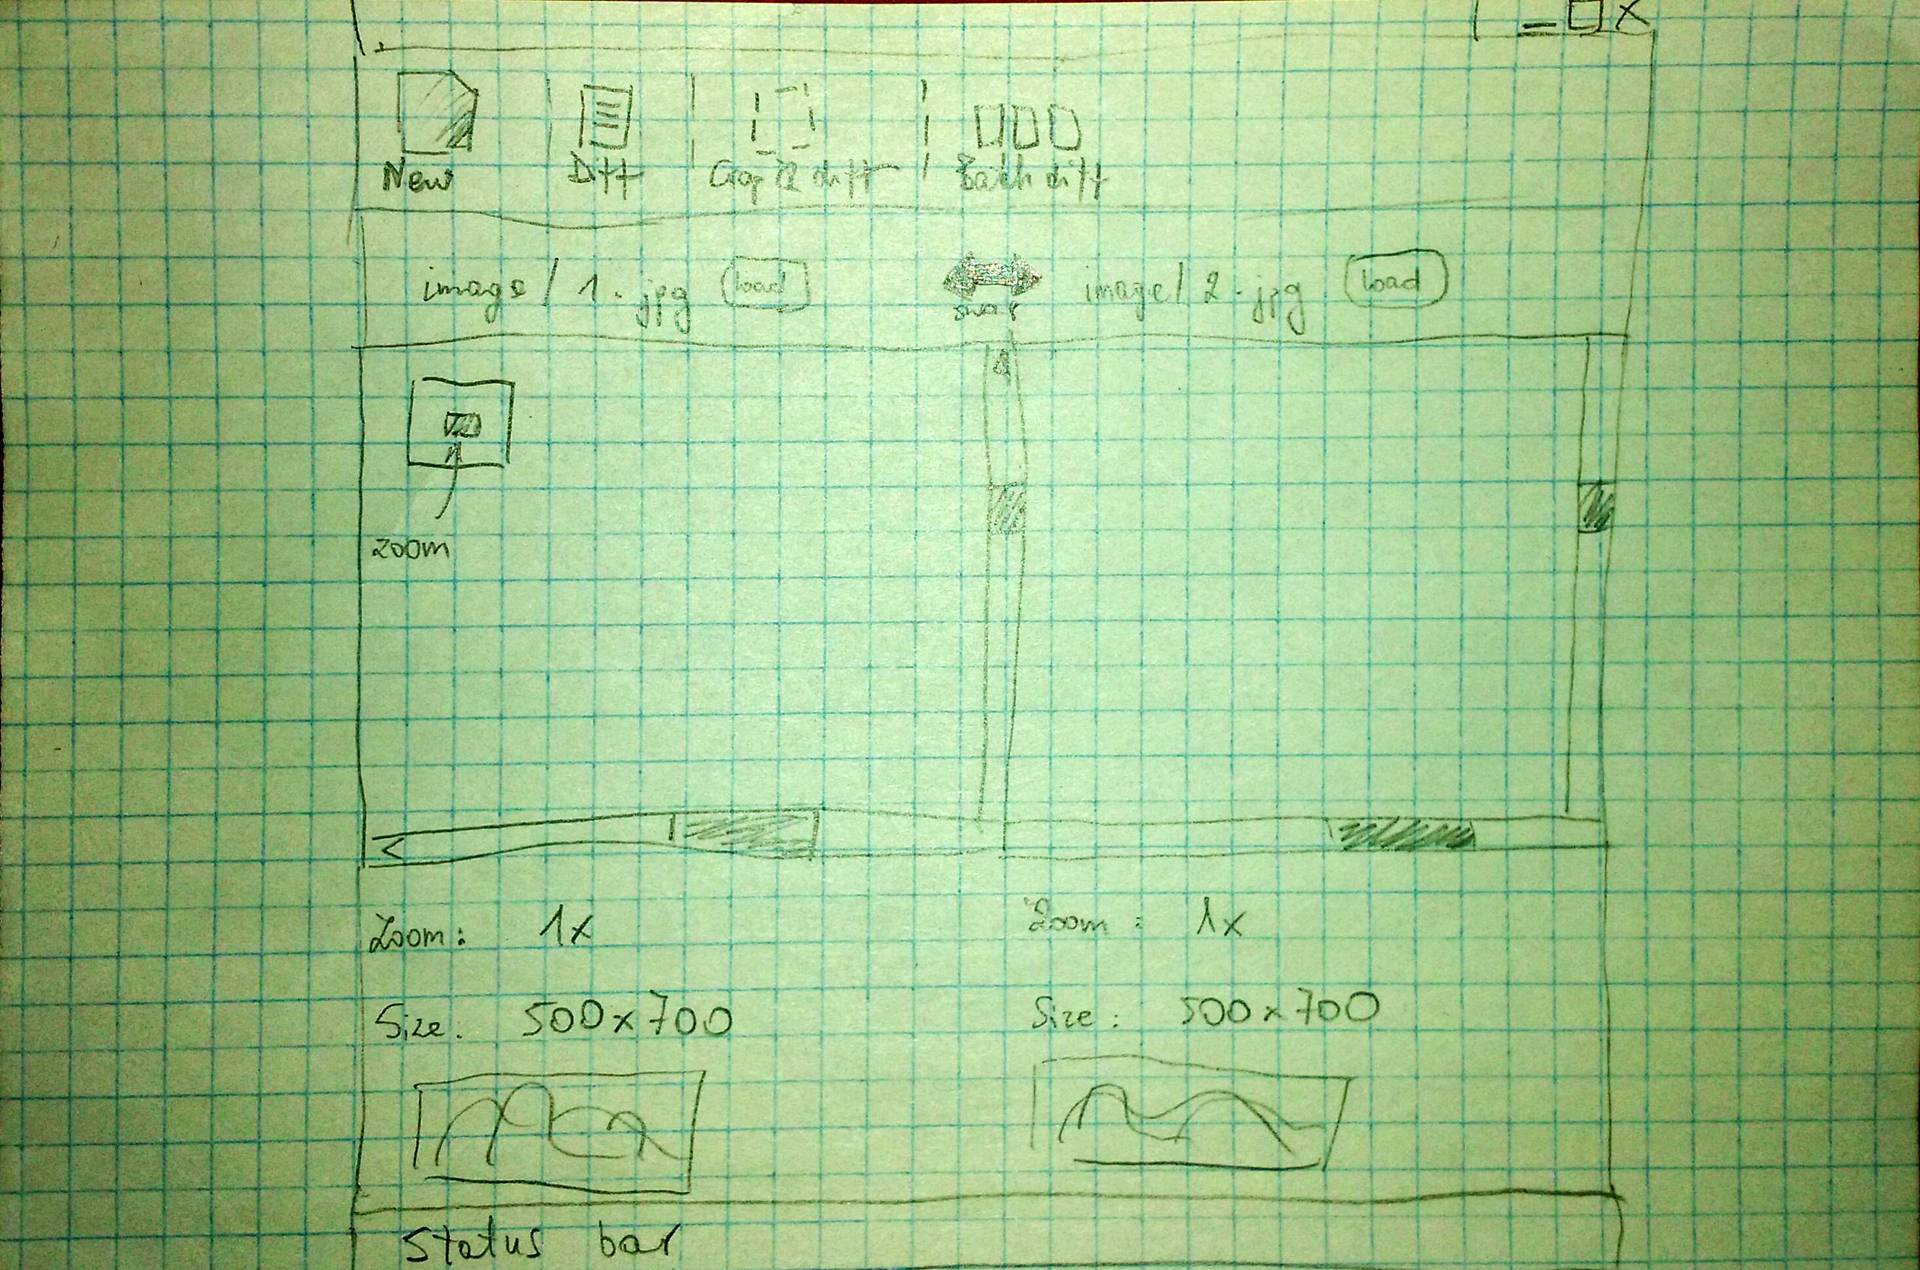 New Diff Crop & diff Batch diff
image/1.jpg load swap image/2.jpg load
zoom
Zoom: 1x Zoom: 1x
Size: 500x700 Size: 500x700
Status bar